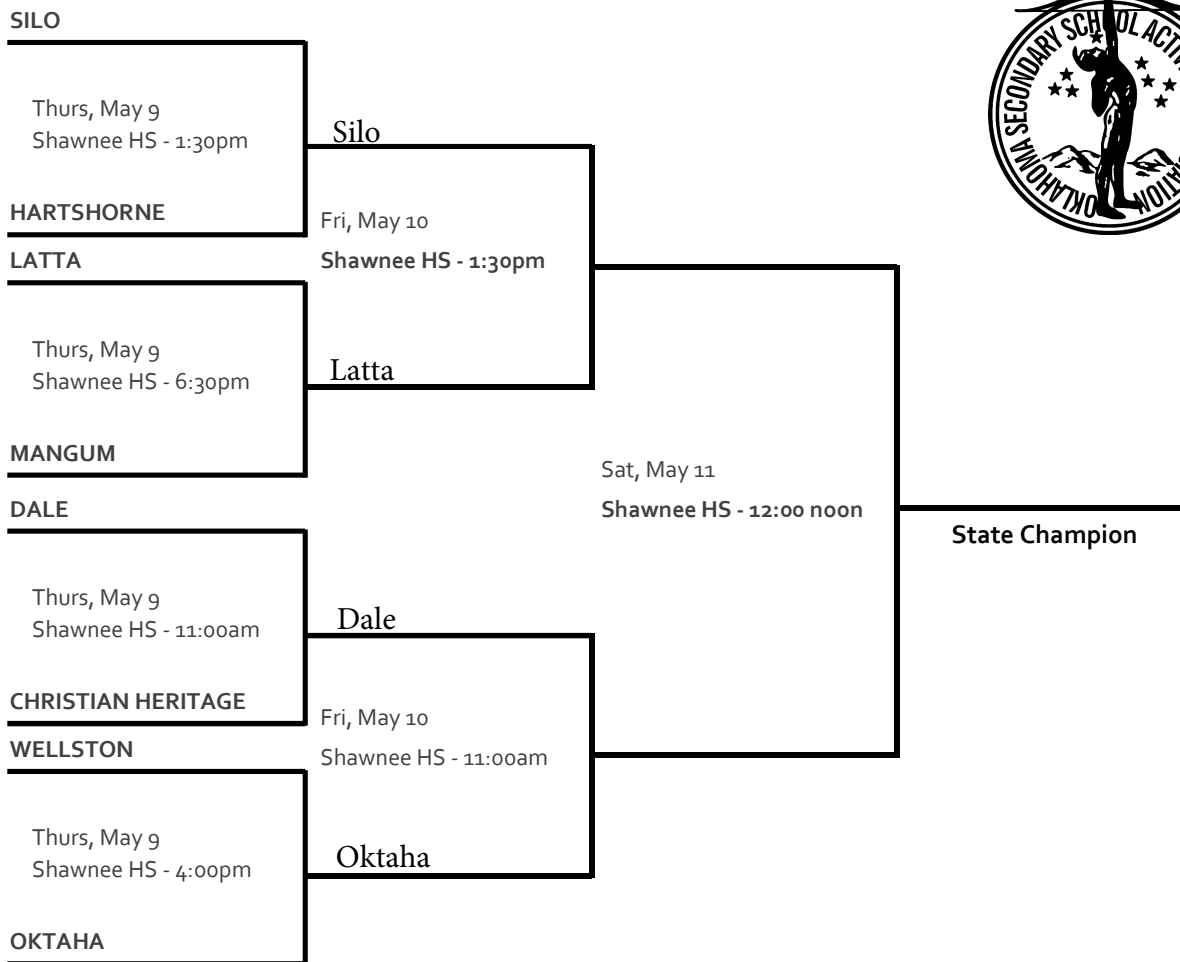 SILO
Thurs, May 9
Shawnee HS - 1:30pm
Silo
HARTSHORNE
Fri, May 10
Shawnee HS - 1:30pm
LATTA
Thurs, May 9
Shawnee HS - 6:30pm
Latta
MANGUM
Sat, May 11
Shawnee HS - 12:00 noon
State Champion
DALE
Thurs, May 9
Shawnee HS - 11:00am
Dale
CHRISTIAN HERITAGE
Fri, May 10
Shawnee HS - 11:00am
WELLSTON
Thurs, May 9
Shawnee HS - 4:00pm
Oktaha
OKTAHA
OKLAHOMA SECONDARY SCHOOL